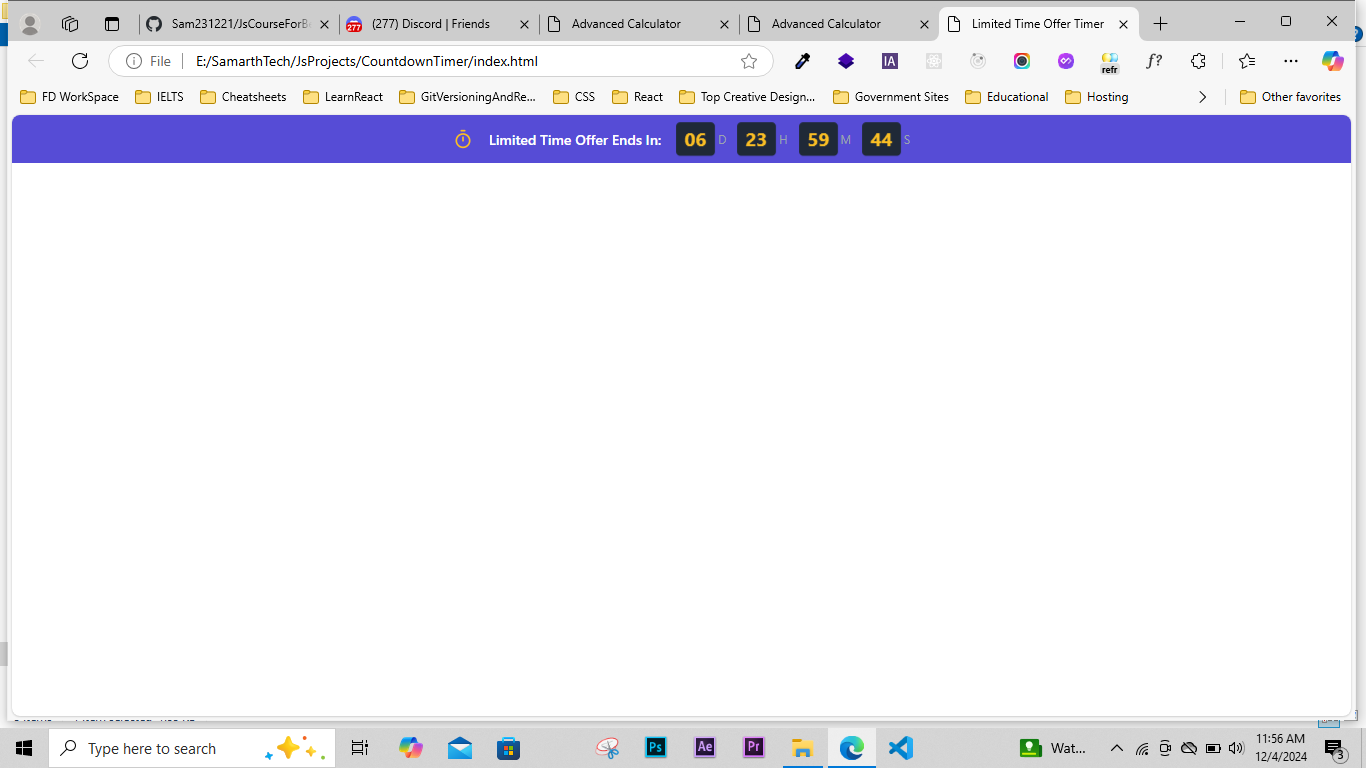 Sam231221/JsCourseForBe
277
(277) Discord | Friends
Advanced Calculator
Advanced Calculator
Limited Time Offer Timer
File
E:/SamarthTech/JsProjects/CountdownTimer/index.html
IA
refr
f?
FD WorkSpace
IELTS
Cheatsheets
LearnReact
GitVersioningAndRe...
CSS
React
Top Creative Design...
Government Sites
Educational
Hosting
Other favorites
Limited Time Offer Ends In: 06 D 23 H 59 M 44 S
Type here to search
Ps
Ae
Pr
Wat...
11:56 AM
12/4/2024
3